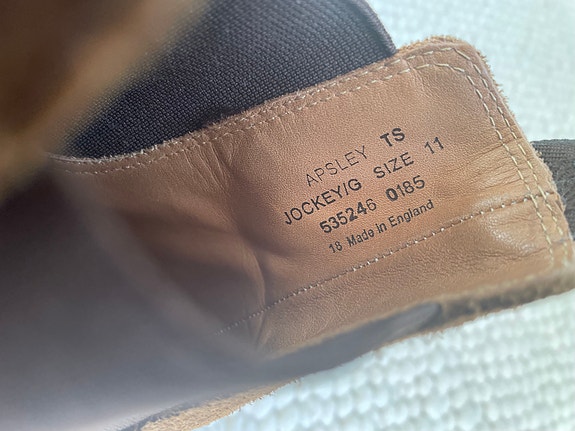 APSLEY TS
JOCKEY/G SIZE 11
535246 0185
18 Made in England